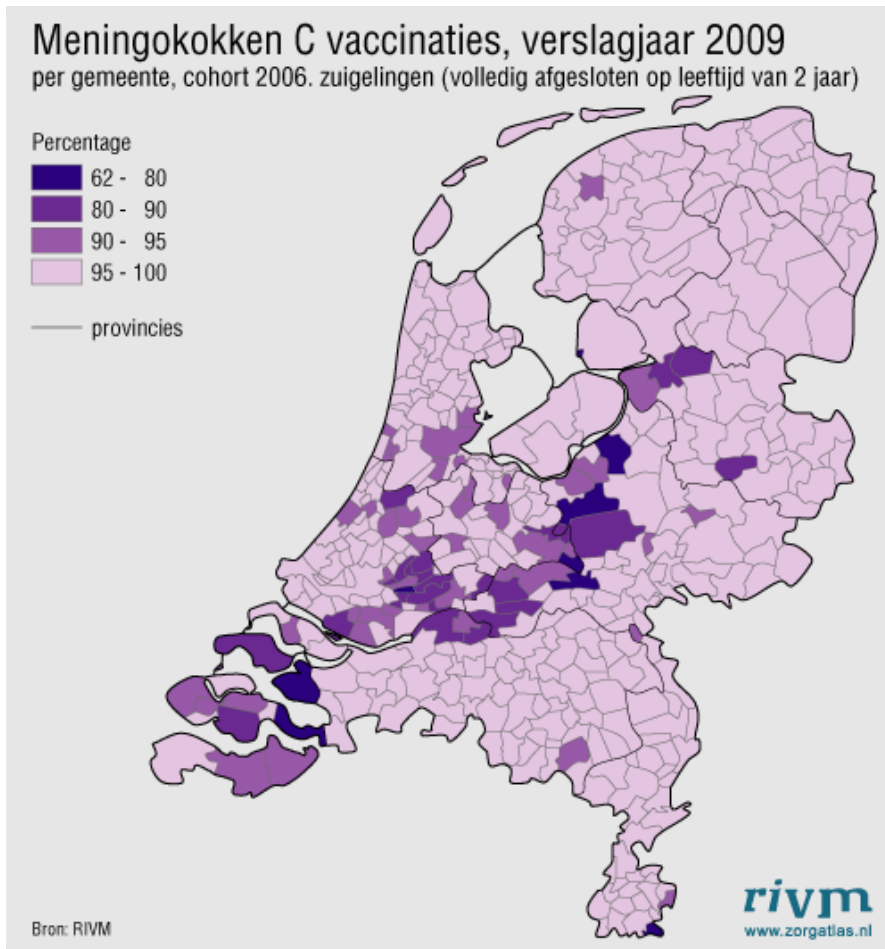 Meningokokken C vaccinaties, verslagjaar 2009
per gemeente, cohort 2006. zuigelingen (volledig afgesloten op leeftijd van 2 jaar)
Percentage
62 - 80
80 - 90
90 - 95
95 - 100
provincies
Bron: RIVM
rivm
www.zorgatlas.nl